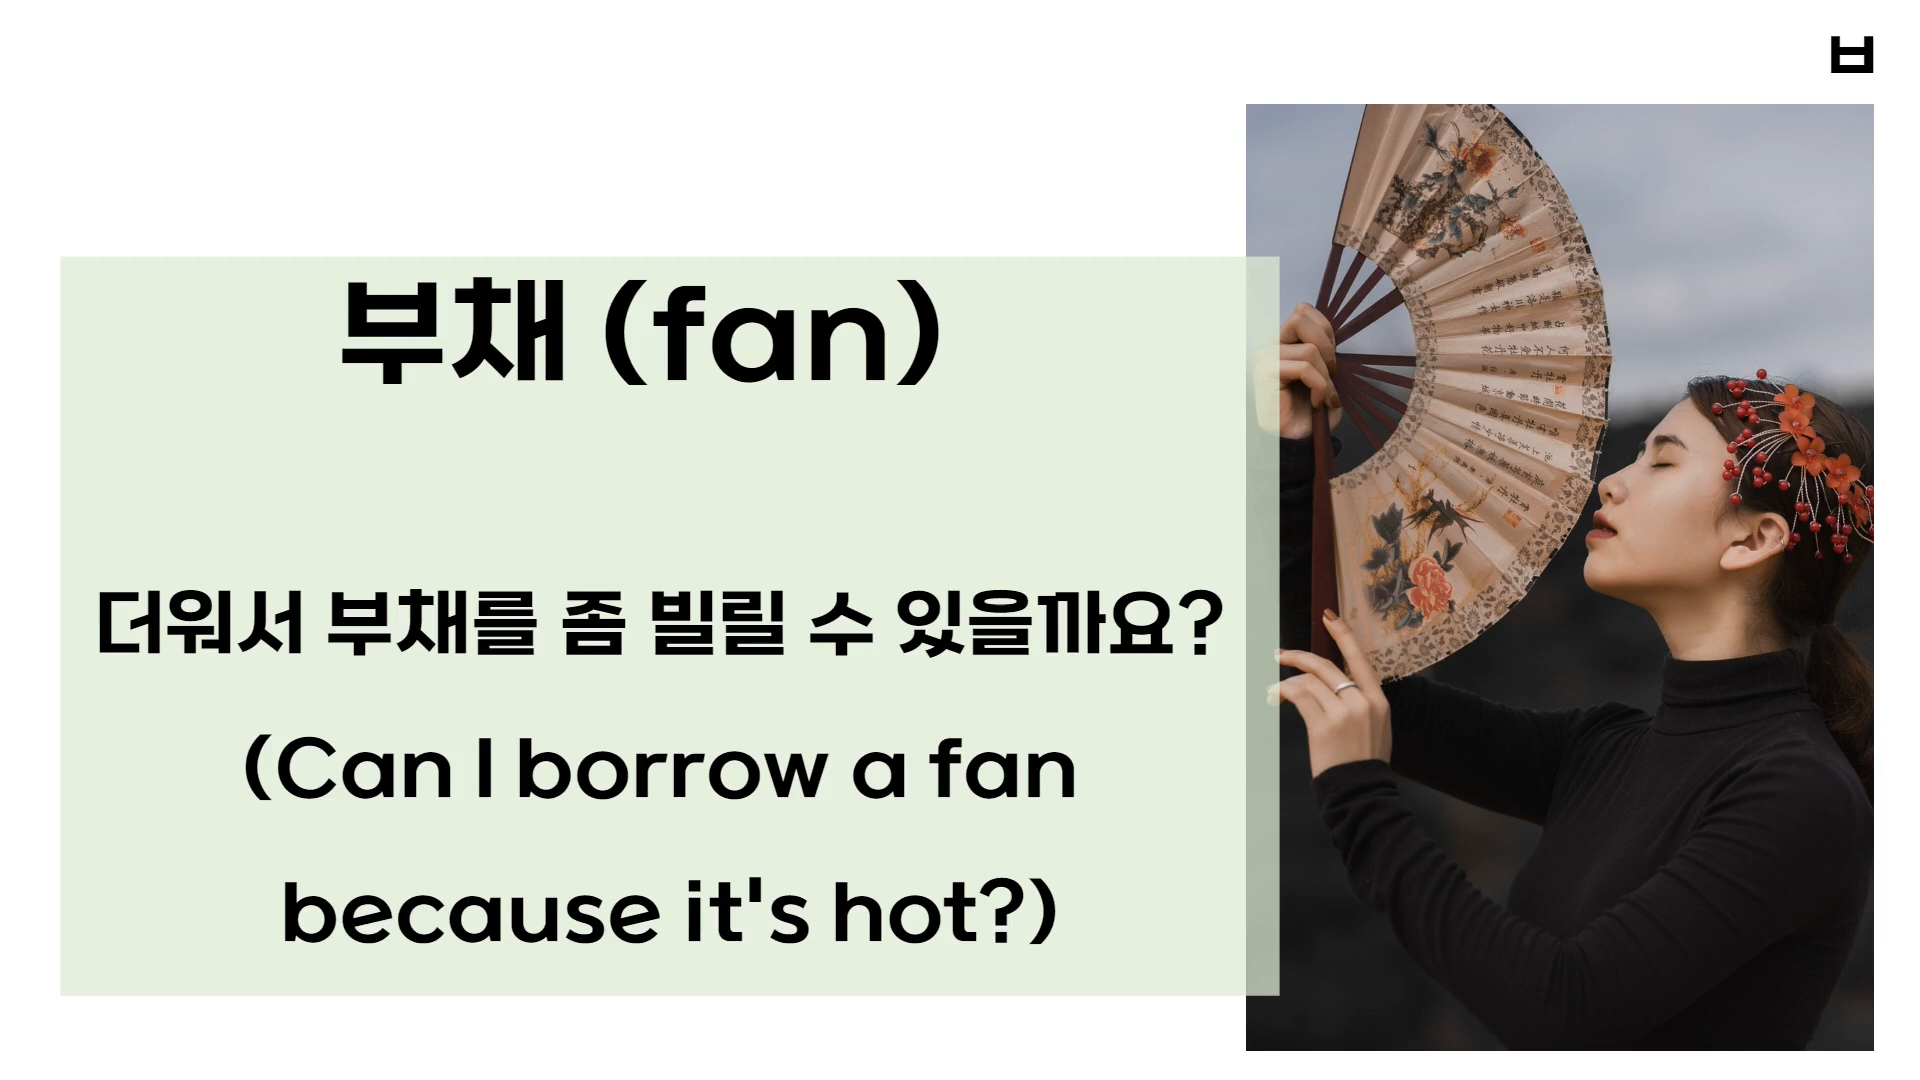 ㅂ
부채 (fan)
더워서 부채를 좀 빌릴 수 있을까요?
(Can I borrow a fan
because it's hot?)